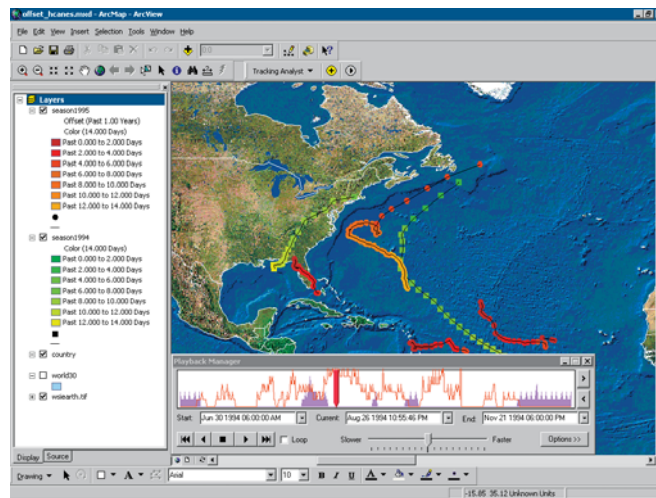 offset_hcanes.mxd - ArcMap - ArcView
File Edit View Insert Selection Tools Window Help
Tracking Analyst
Layers
season1995
Offset (Past 1.00 Years)
Color (14.000 Days)
Past 0.000 to 2.000 Days
Past 2.000 to 4.000 Days
Past 4.000 to 6.000 Days
Past 6.000 to 8.000 Days
Past 8.000 to 10.000 Days
Past 10.000 to 12.000 Days
Past 12.000 to 14.000 Days
season1994
Color (14.000 Days)
Past 0.000 to 2.000 Days
Past 2.000 to 4.000 Days
Past 4.000 to 6.000 Days
Past 6.000 to 8.000 Days
Past 8.000 to 10.000 Days
Past 10.000 to 12.000 Days
Past 12.000 to 14.000 Days
country
world30
wsiearth.tif
Playback Manager
Start: Jun 30 1994 06:00:00 AM Current: Aug 26 1994 10:55:46 PM End: Nov 21 1994 06:00:00 PM
Loop Slower Faster Options >>
Display Source
Drawing A Arial 10 B I U A
-15.85 35.12 Unknown Units